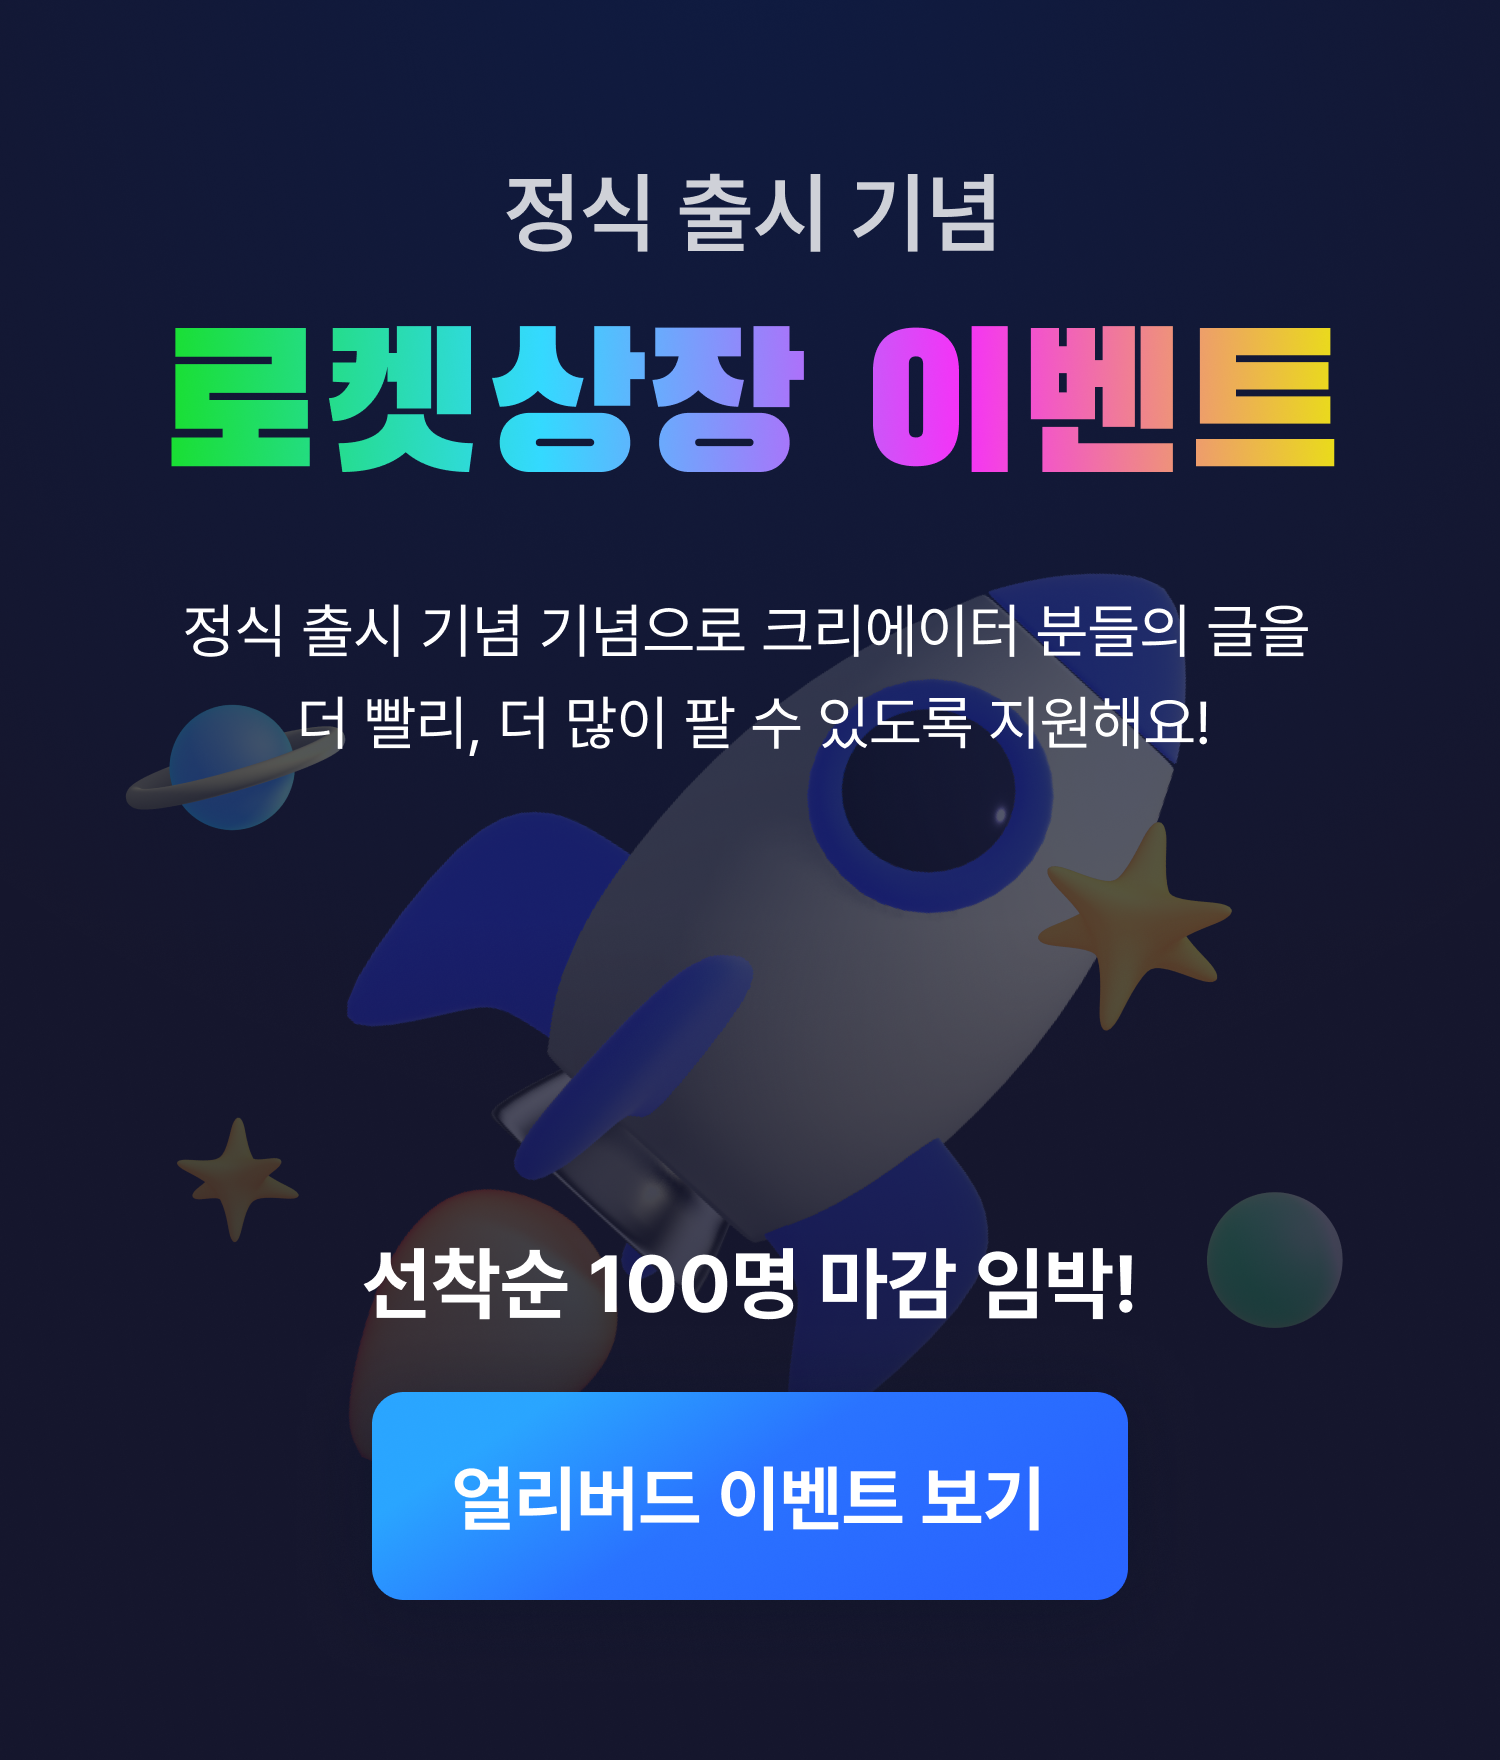 정식 출시 기념
로켓상장 이벤트
정식 출시 기념 기념으로 크리에이터 분들의 글을
더 빨리, 더 많이 팔 수 있도록 지원해요!
선착순 100명 마감 임박!
얼리버드 이벤트 보기